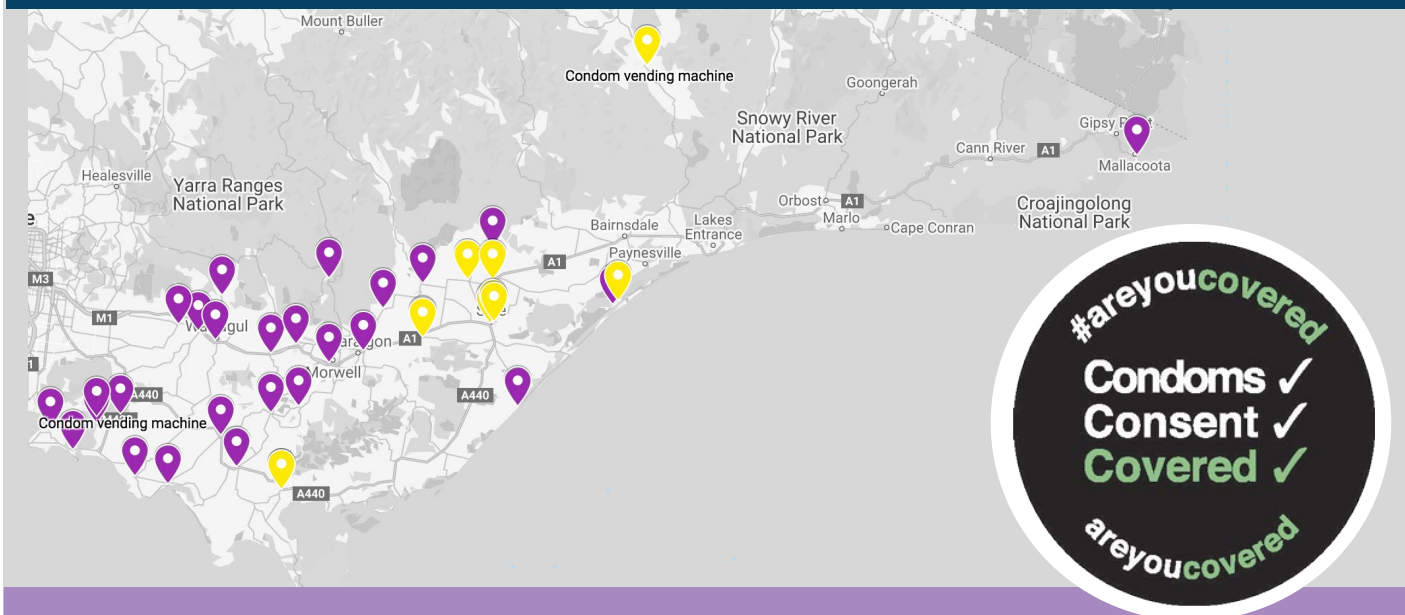 Mount Buller
Condom vending machine
Goongerah
Snowy River
National Park
Gipsy
Cann River
A1
Mallacoota
Healesville
Yarra Ranges
National Park
Orbost
A1
Croajingolong
National Park
e
Bairnsdale
Lakes
Entrance
Marlo
Cape Conran
Paynesville
A1
M3
M1
A1
Morwell
A440
A440
Condom vending machine
A440
#areyoucovered
Condoms ✓
Consent ✓
Covered ✓
areyoucovered